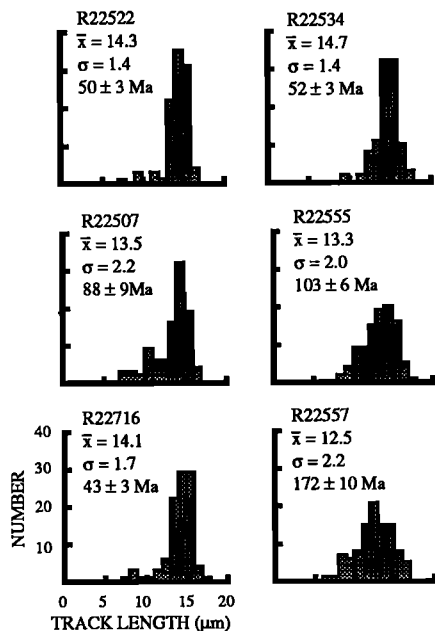 R22522
x̄ = 14.3
σ = 1.4
50 ± 3 Ma
R22534
x̄ = 14.7
σ = 1.4
52 ± 3 Ma
R22507
x̄ = 13.5
σ = 2.2
88 ± 9Ma
R22555
x̄ = 13.3
σ = 2.0
103 ± 6 Ma
R22716
x̄ = 14.1
σ = 1.7
43 ± 3 Ma
R22557
x̄ = 12.5
σ = 2.2
172 ± 10 Ma
40
30
20
10
NUMBER
0 5 10 15 20
TRACK LENGTH (µm)